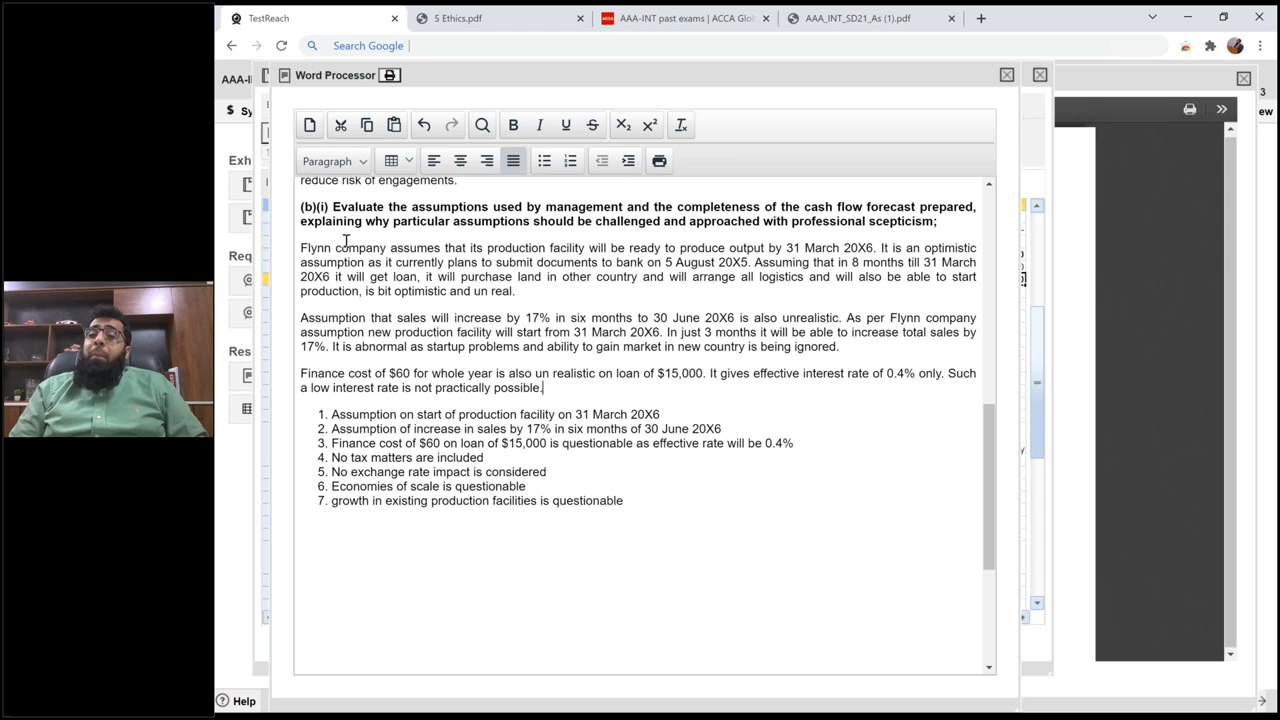 TestReach
5 Ethics.pdf
AAA-INT past exams | ACCA Glo
AAA_INT_SD21_As (1).pdf
Search Google
AAA-I
Word Processor
3
$ Sy
ew
Exh
Paragraph
reduce risk of engagements.
(b)(i) Evaluate the assumptions used by management and the completeness of the cash flow forecast prepared,
explaining why particular assumptions should be challenged and approached with professional scepticism;
Flynn company assumes that its production facility will be ready to produce output by 31 March 20X6. It is an optimistic
Req
assumption as it currently plans to submit documents to bank on 5 August 20X5. Assuming that in 8 months till 31 March
20X6 it will get loan, it will purchase land in other country and will arrange all logistics and will also be able to start
production, is bit optimistic and un real.
Assumption that sales will increase by 17% in six months to 30 June 20X6 is also unrealistic. As per Flynn company
assumption new production facility will start from 31 March 20X6. In just 3 months it will be able to increase total sales by
17%. It is abnormal as startup problems and ability to gain market in new country is being ignored.
Res
Finance cost of $60 for whole year is also un realistic on loan of $15,000. It gives effective interest rate of 0.4% only. Such
a low interest rate is not practically possible.
1. Assumption on start of production facility on 31 March 20X6
2. Assumption of increase in sales by 17% in six months of 30 June 20X6
3. Finance cost of $60 on loan of $15,000 is questionable as effective rate will be 0.4%
4. No tax matters are included
5. No exchange rate impact is considered
6. Economies of scale is questionable
7. growth in existing production facilities is questionable
Help